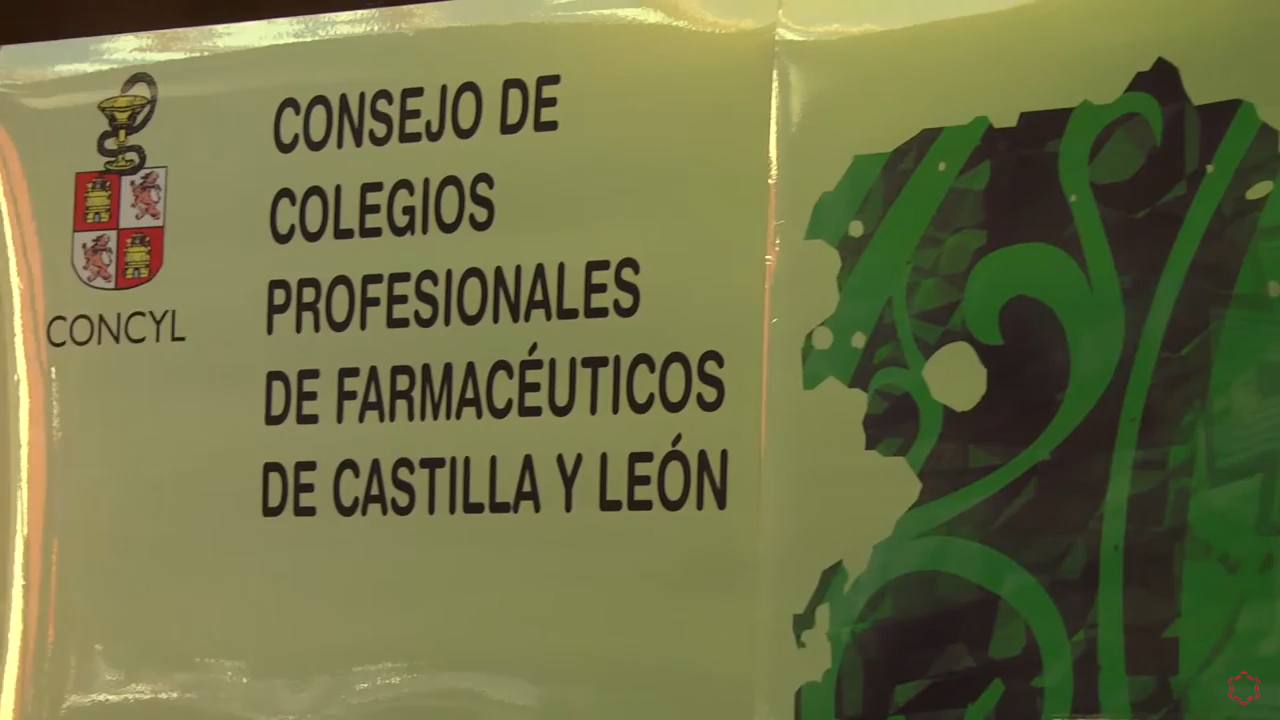 CONCYL
CONSEJO DE
COLEGIOS
PROFESIONALES
DE FARMACÉUTICOS
DE CASTILLA Y LEÓN